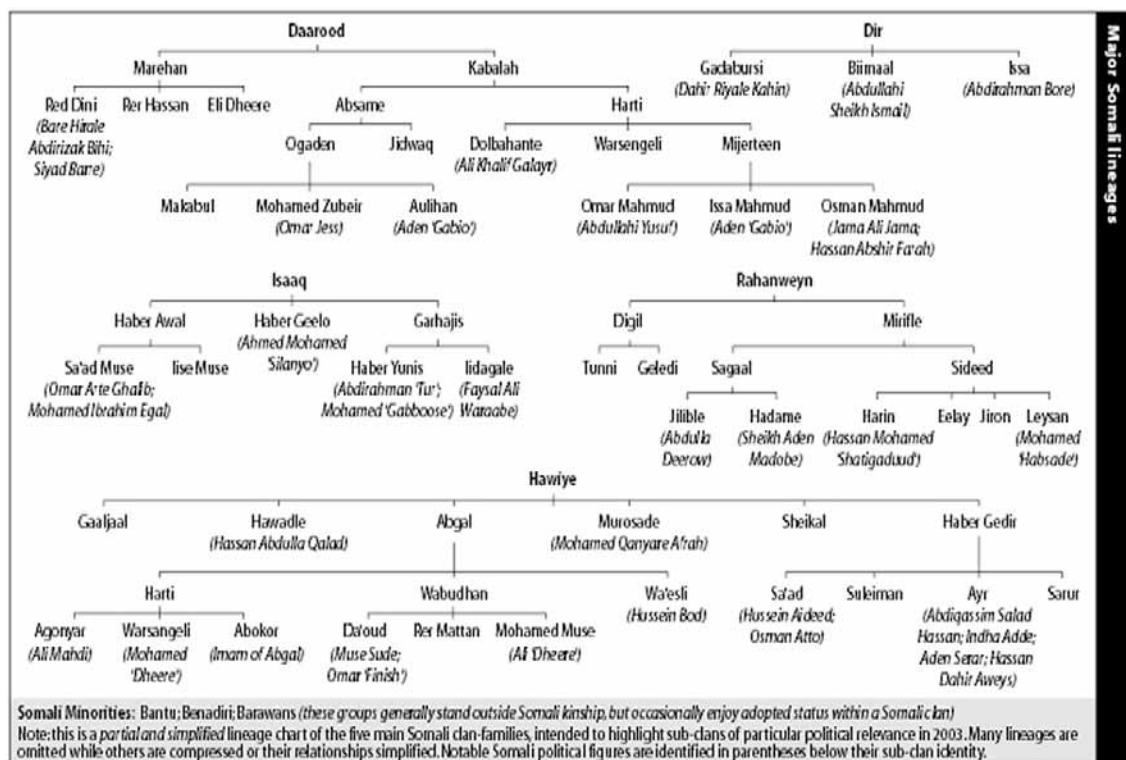 Major Somali lineages
Daarood Dir
Marehan Kabalah Gadabursi Biimaal Issa
(Dahir Riyale Kahin) (Abdullahi (Abdirahman Bore)
Sheikh Ismail)
Red Dini Rer Hassan Eli Dheere Absame Harti
(Bare Hirale
Abdirizak Bihi;
Siyad Barre)
Ogaden Jidwaq Dolbahante Warsengeli Mijerteen
(Ali Khalif Galayr)
Makabul Mohamed Zubeir Aulihan Omar Mahmud Issa Mahmud Osman Mahmud
(Omar Jess) (Aden 'Gabio') (Abdullahi Yusuf) (Aden 'Gabio') (Jama Ali Jama;
Hassan Abshir Farah)
Isaaq Rahanweyn
Haber Awal Haber Geelo Garhajis Digil Mirifle
(Ahmed Mohamed
'Silanyo')
Sa'ad Muse Iise Muse Haber Yunis Iidagale Tunni Geledi Sagaal Sideed
(Omar Arte Ghalib; (Abdirahman 'Tur'; (Faysal Ali
Mohamed Ibrahim Egal) Mohamed 'Gabboose') Waraabe)
Jilible Hadame Harin Eelay Jiron Leysan
(Abdulla (Sheikh Aden (Hassan Mohamed (Mohamed
Deerow) Madobe) 'Shatigaduud') 'Habsade')
Hawiye
Gaaljaal Hawadle Abgal Murosade Sheikal Haber Gedir
(Hassan Abdulla Qalad) (Mohamed Qanyare Afrah)
Harti Wabudhan Wa'esli Sa'ad Suleiman Ayr Sarur
(Hussein Bod) (Hussein Aideed; (Abdiqassim Salad
Osman Atto) Hassan; Indha Adde;
Aden Serar; Hassan
Dahir Aweys)
Agonyar Warsangeli Abokor Da'oud Rer Mattan Mohamed Muse
(Ali Mahdi) (Mohamed (Imam of Abgal) (Muse Sude; (Ali 'Dheere')
'Dheere') Omar 'Finish')
Somali Minorities: Bantu; Benadiri; Barawans (these groups generally stand outside Somali kinship, but occasionally enjoy adopted status within a Somali clan)
Note: this is a partial and simplified lineage chart of the five main Somali clan-families, intended to highlight sub-clans of particular political relevance in 2003. Many lineages are
omitted while others are compressed or their relationships simplified. Notable Somali political figures are identified in parentheses below their sub-clan identity.